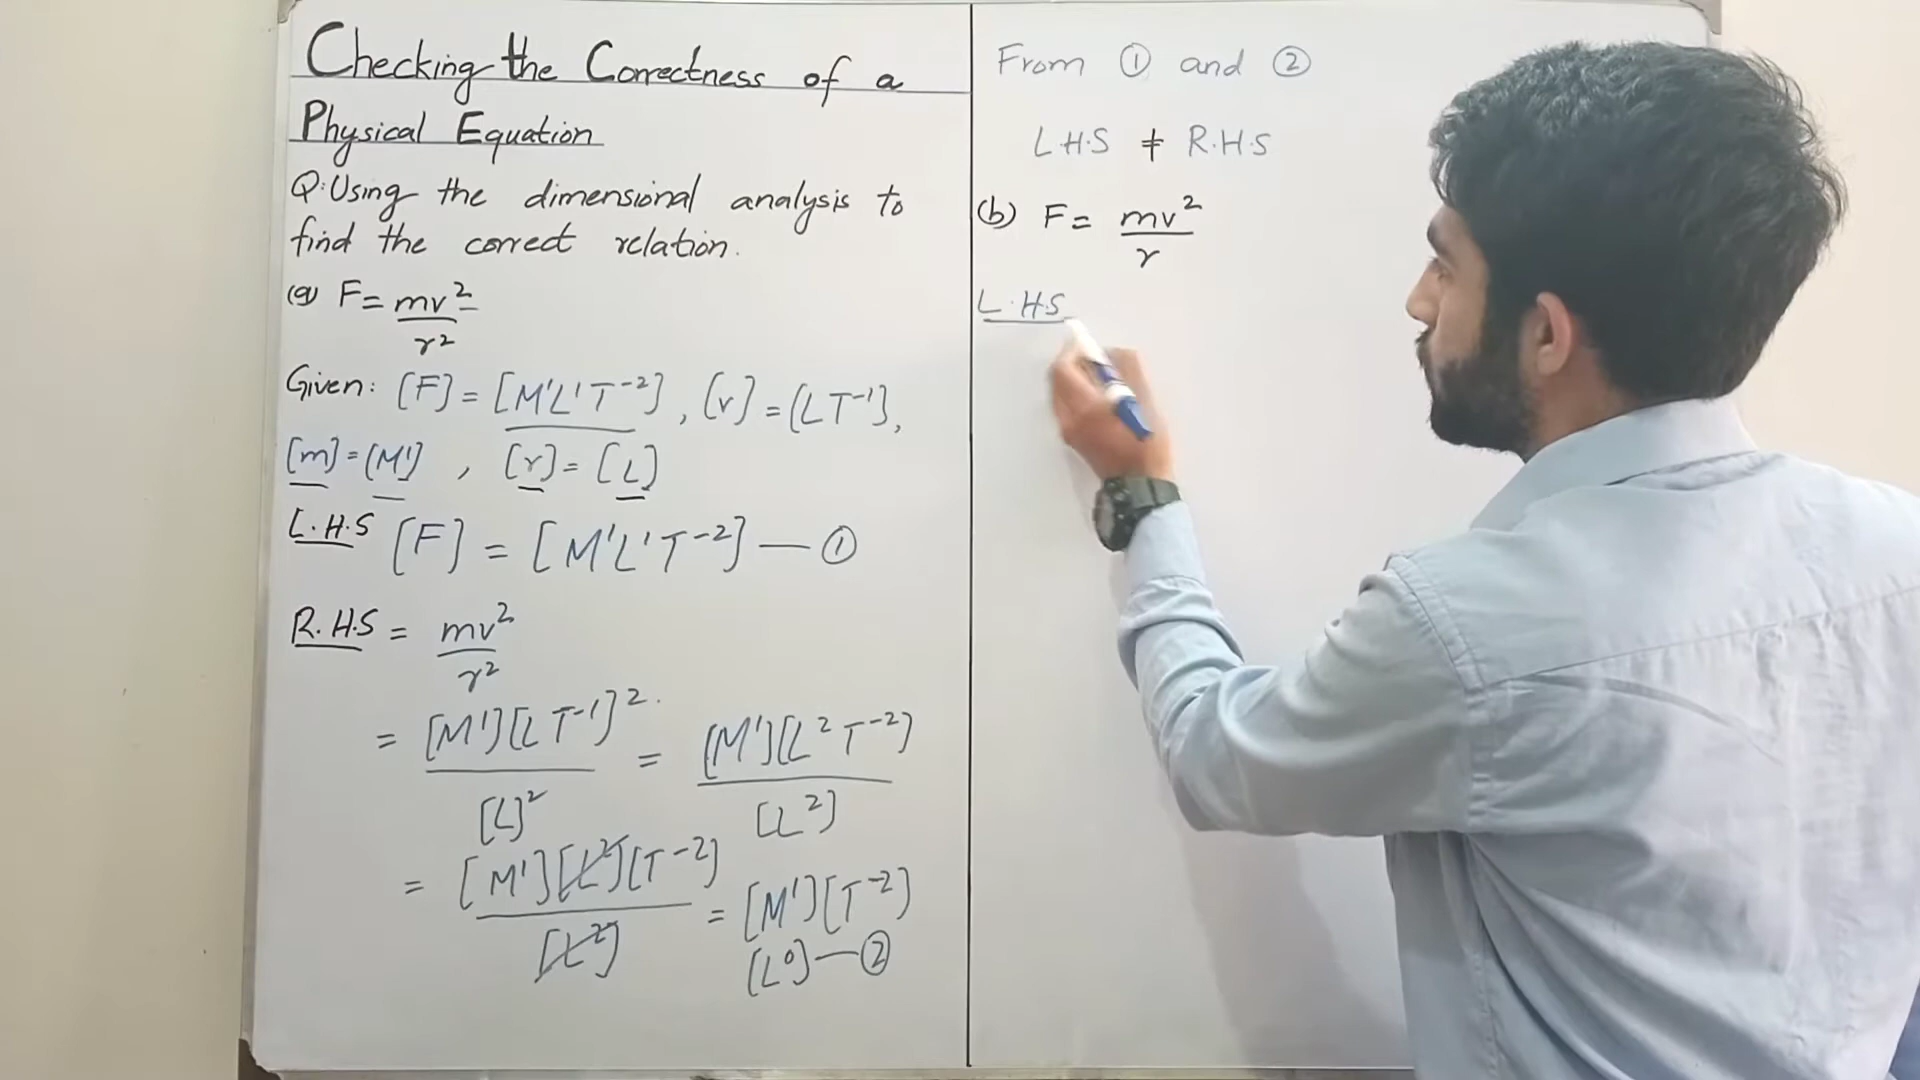 Checking the Correctness of a
Physical Equation
Q: Using the dimensional analysis to
find the correct relation.
(a) F = mv²/r²
Given: [F] = [M¹L¹T⁻²], [v] = [LT⁻¹],
[m] = [M¹], [r] = [L]
L.H.S [F] = [M¹L¹T⁻²] — ①
R.H.S = mv²/r²
= [M¹][LT⁻¹]²/[L]² = [M¹][L²T⁻²]/[L²]
= [M¹][L²][T⁻²]/[L²] = [M¹][T⁻²]
[L⁰] — ②
From ① and ②
L.H.S ≠ R.H.S
(b) F = mv²/r
L.H.S